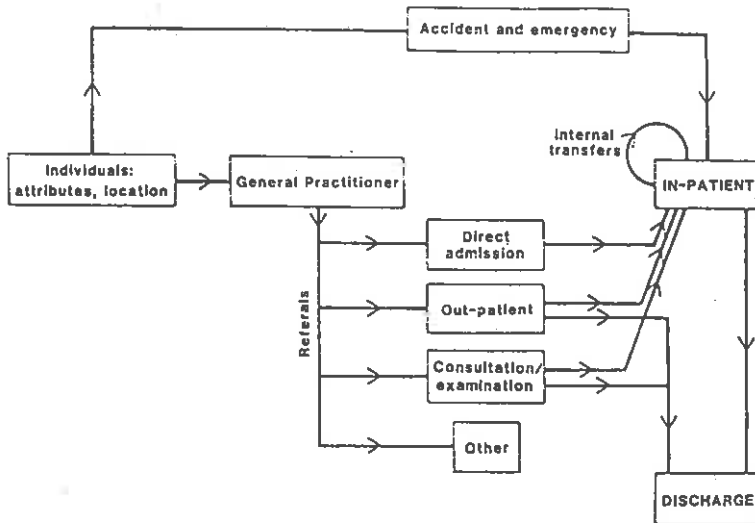 Accident and emergency
Internal
transfers
Individuals:
attributes, location
General Practitioner
IN-PATIENT
Direct
admission
Referals
Out-patient
Consultation/
examination
Other
DISCHARGE